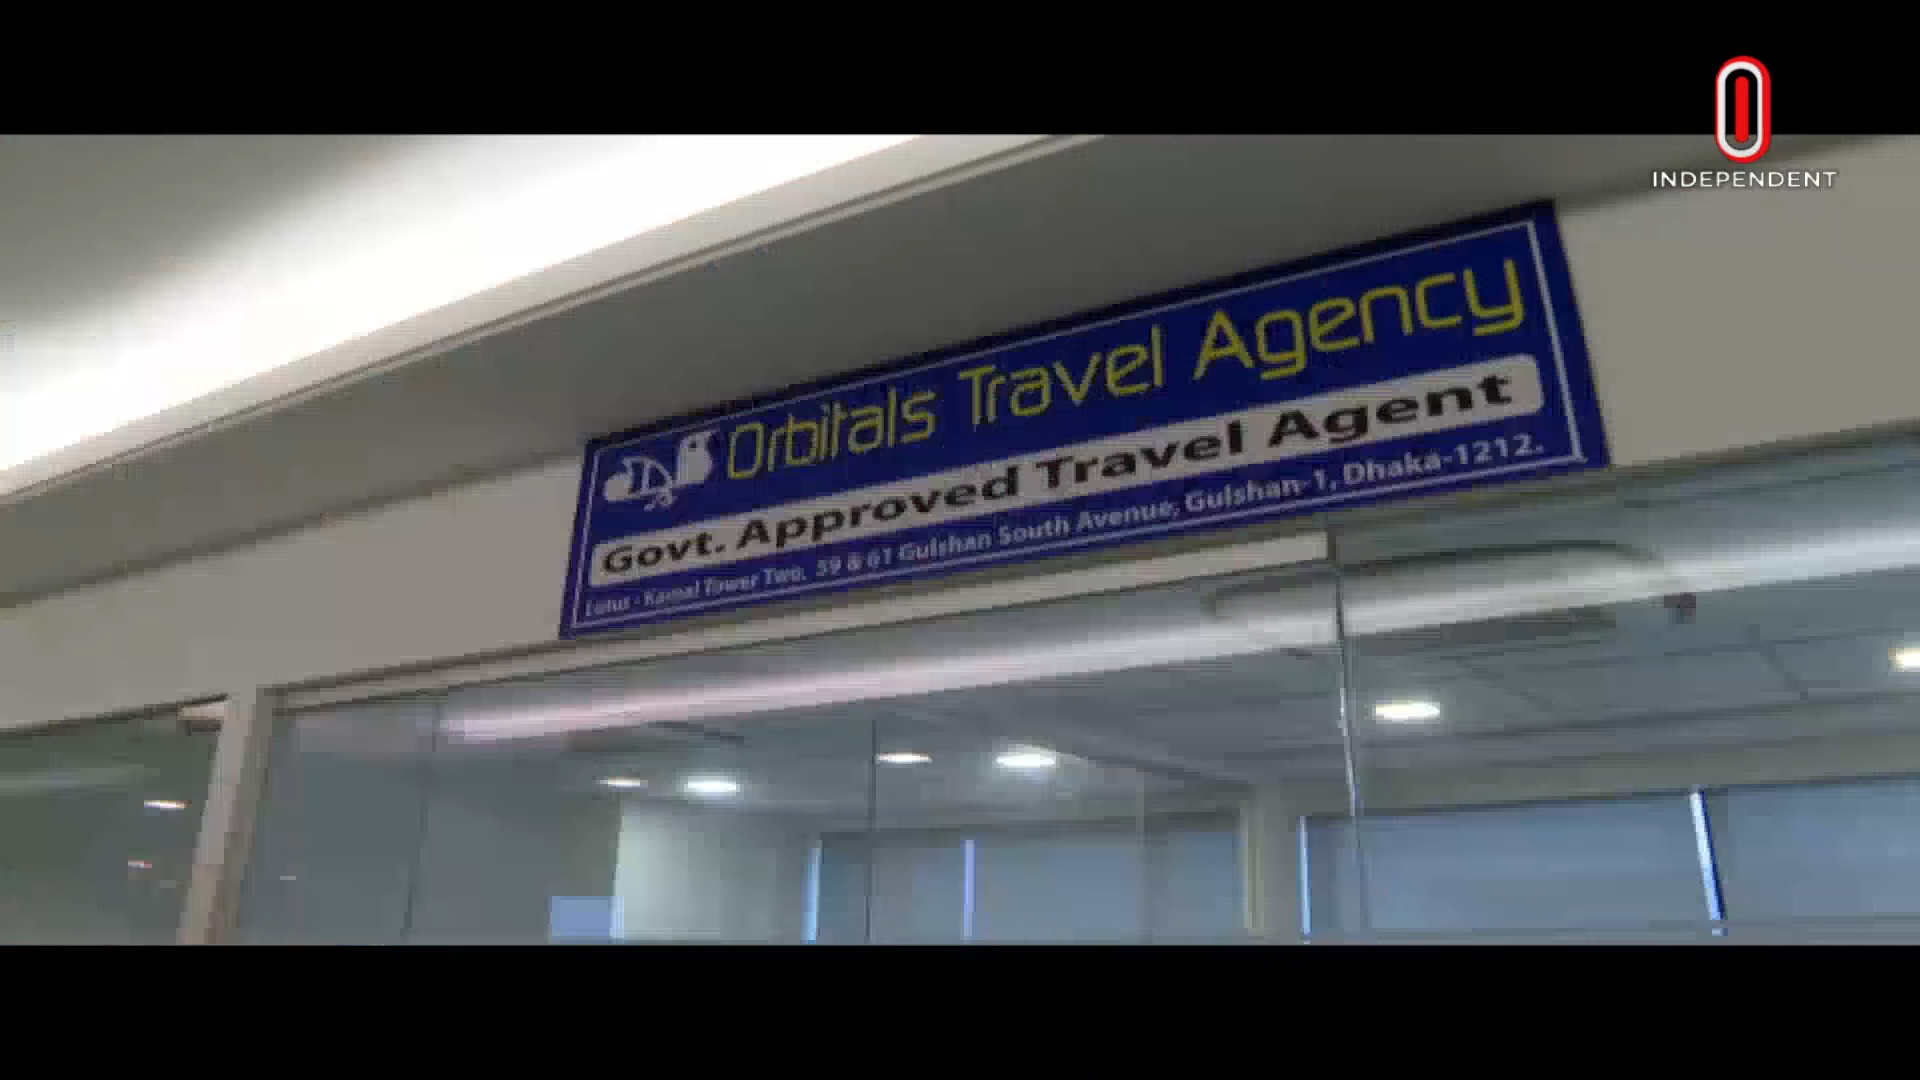 INDEPENDENT
Orbitals Travel Agency
Govt. Approved Travel Agent
Lotus - Kamal Tower Two, 59 & 61 Gulshan South Avenue, Gulshan-1, Dhaka-1212.